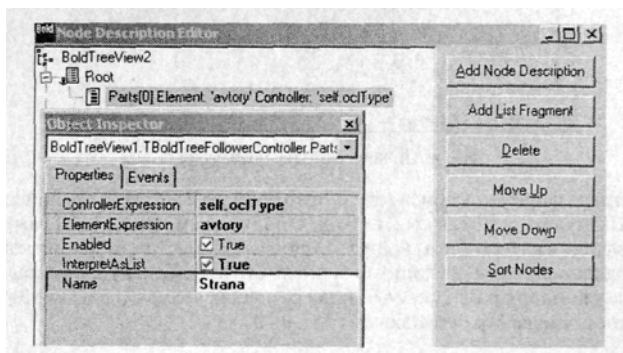 Bold Node Description Editor
BoldTreeView2
Root
Parts[0] Element: 'avtory' Controller: 'self.oclType'
Object Inspector
BoldTreeView1.TBoldTreeFollowerController.Parts
Properties Events
ControllerExpression self.oclType
ElementExpression avtory
Enabled True
InterpretAsList True
Name Strana
Add Node Description
Add List Fragment
Delete
Move Up
Move Down
Sort Nodes